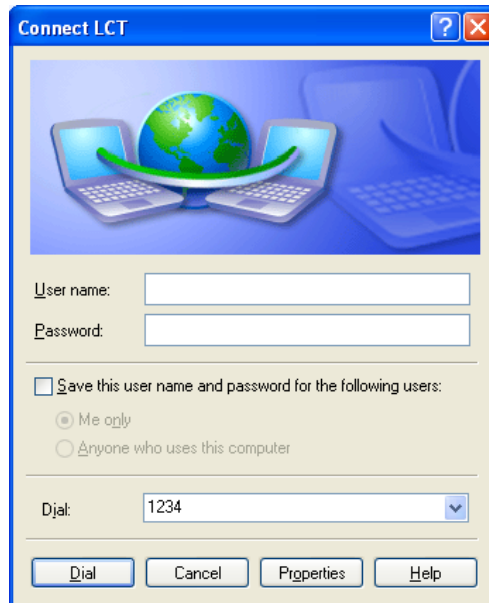 Connect LCT
User name:
Password:
Save this user name and password for the following users:
Me only
Anyone who uses this computer
Dial: 1234
Dial Cancel Properties Help